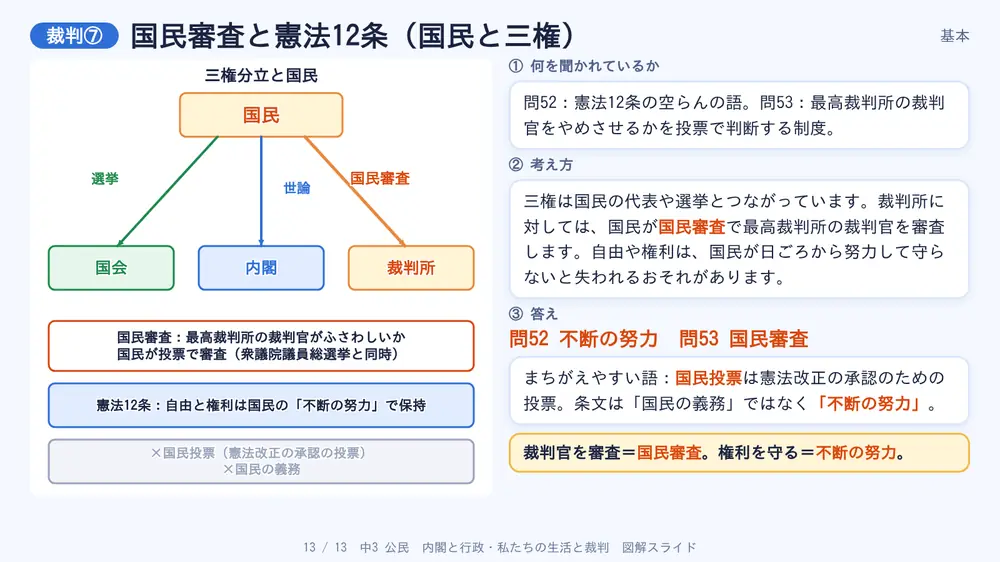 裁判⑦ 国民審査と憲法12条（国民と三権）
基本
三権分立と国民
国民
選挙
世論
国民審査
国会
内閣
裁判所
国民審査：最高裁判所の裁判官がふさわしいか
国民が投票で審査（衆議院議員総選挙と同時）
憲法12条：自由と権利は国民の「不断の努力」で保持
×国民投票（憲法改正の承認の投票）
×国民の義務
① 何を聞かれているか
問52：憲法12条の空らんの語。問53：最高裁判所の裁判
官をやめさせるかを投票で判断する制度。
② 考え方
三権は国民の代表や選挙とつながっています。裁判所に
対しては、国民が国民審査で最高裁判所の裁判官を審査
します。自由や権利は、国民が日ごろから努力して守ら
ないと失われるおそれがあります。
③ 答え
問52 不断の努力　問53 国民審査
まちがえやすい語：国民投票は憲法改正の承認のための
投票。条文は「国民の義務」ではなく「不断の努力」。
裁判官を審査＝国民審査。権利を守る＝不断の努力。
13 / 13　中3 公民　内閣と行政・私たちの生活と裁判　図解スライド